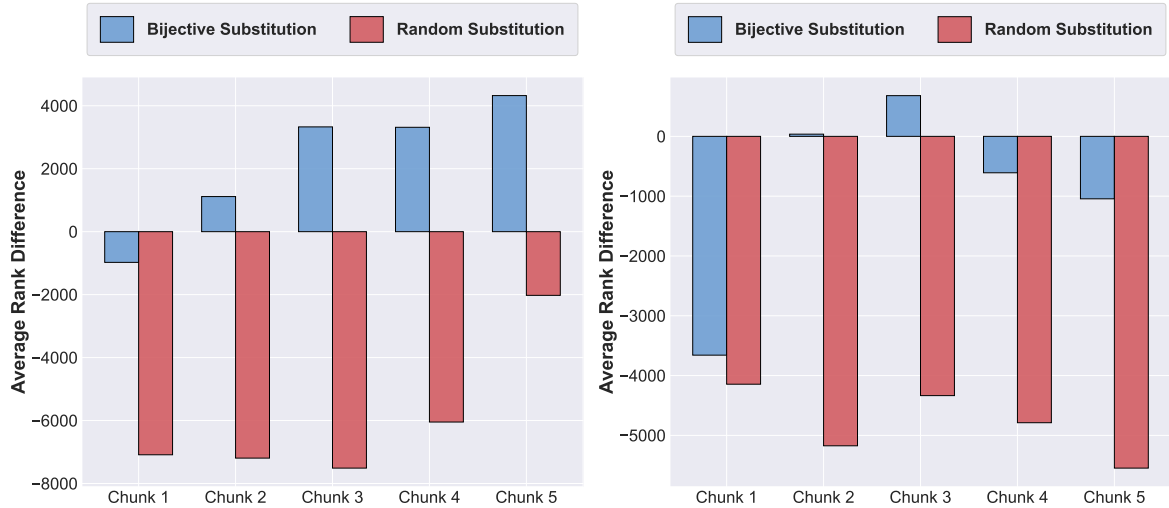 Bijective Substitution Random Substitution
Average Rank Difference
4000
2000
0
−2000
−4000
−6000
−8000
Chunk 1 Chunk 2 Chunk 3 Chunk 4 Chunk 5
Bijective Substitution Random Substitution
Average Rank Difference
0
−1000
−2000
−3000
−4000
−5000
Chunk 1 Chunk 2 Chunk 3 Chunk 4 Chunk 5